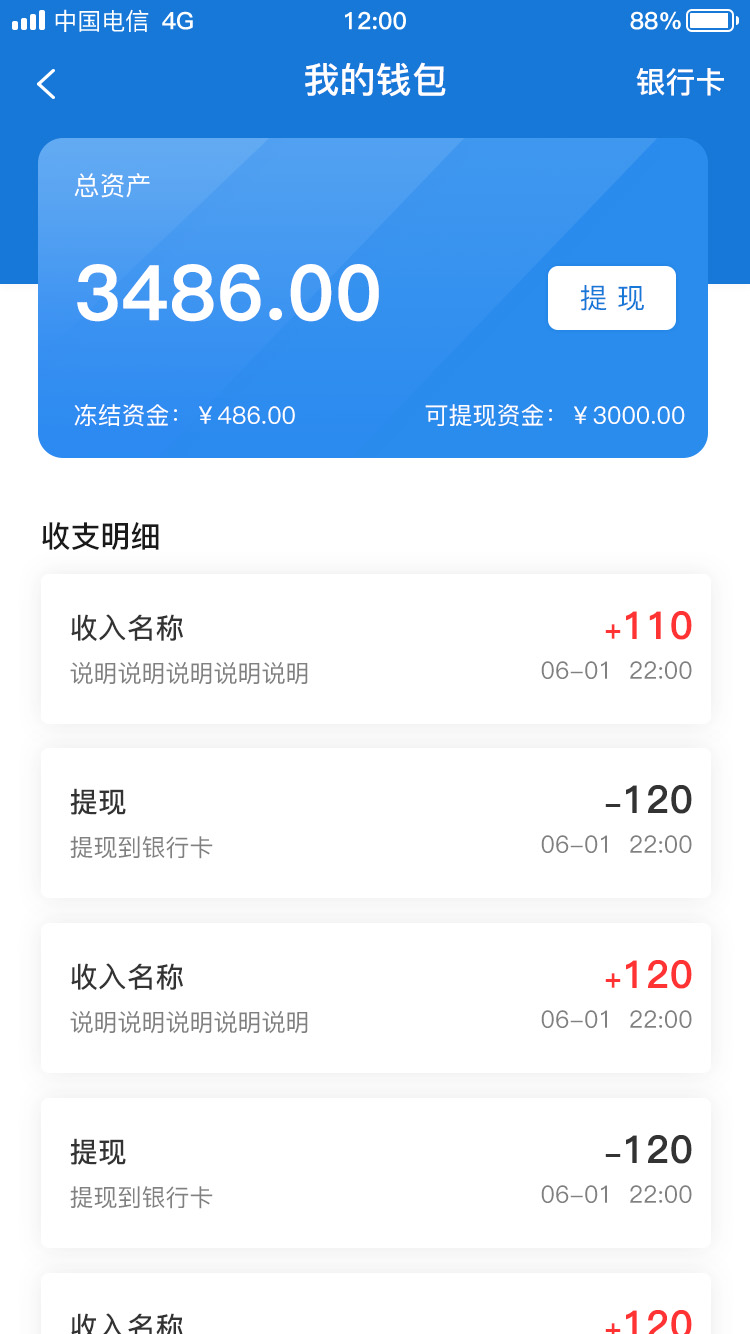 中国电信 4G 12:00 88%
我的钱包 银行卡
总资产
3486.00 提现
冻结资金：￥486.00 可提现资金：￥3000.00
收支明细
收入名称 +110
说明说明说明说明说明 06-01 22:00
提现 -120
提现到银行卡 06-01 22:00
收入名称 +120
说明说明说明说明说明 06-01 22:00
提现 -120
提现到银行卡 06-01 22:00
收入名称 +120